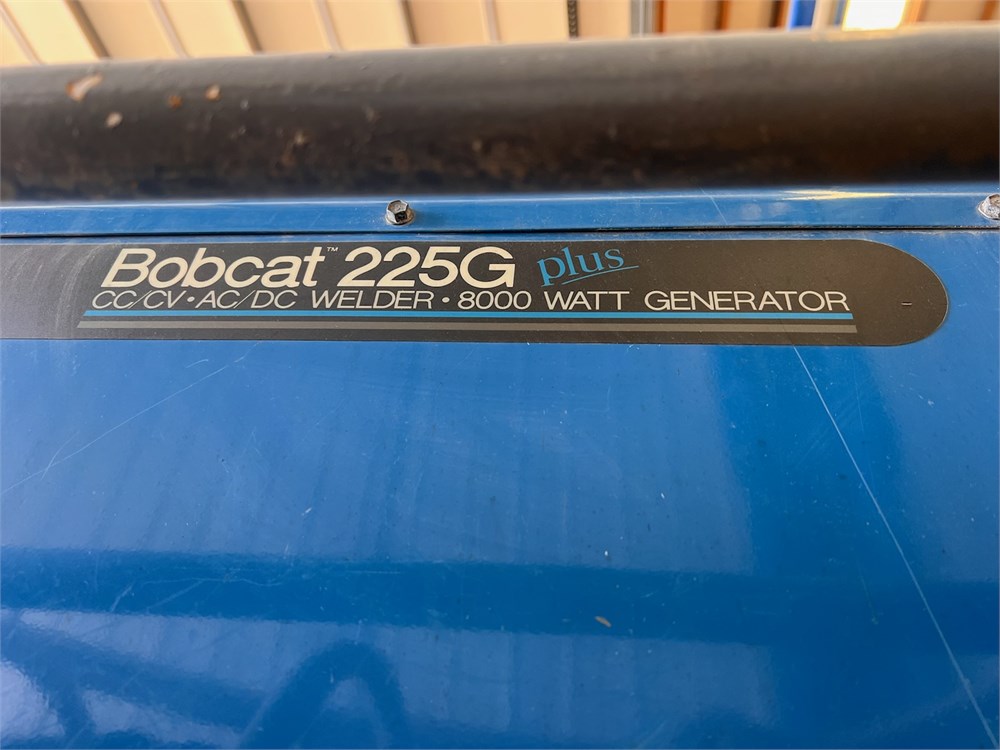 Bobcat™ 225G plus
CC/CV•AC/DC WELDER•8000 WATT GENERATOR